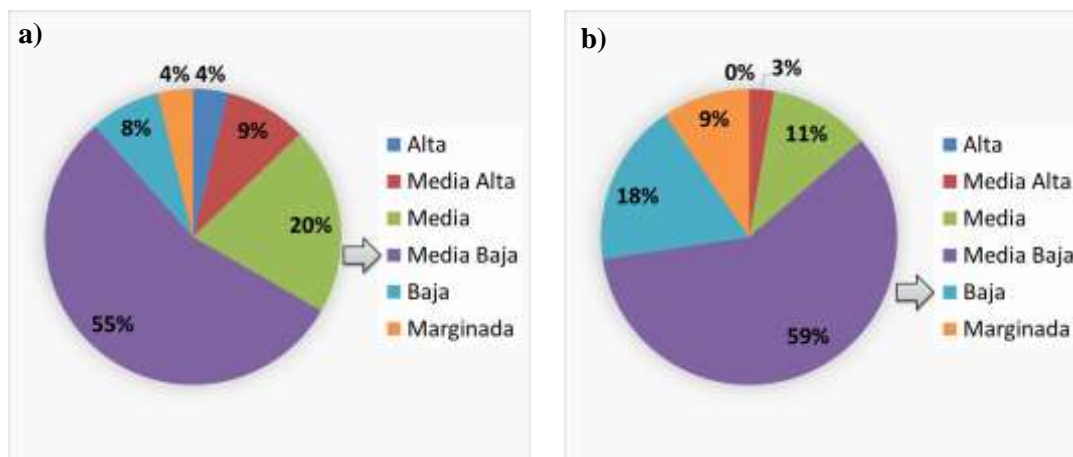 a)
4% 4%
9%
8%
20%
55%
Alta
Media Alta
Media
Media Baja
Baja
Marginada
b)
0% 3%
9%
11%
18%
59%
Alta
Media Alta
Media
Media Baja
Baja
Marginada